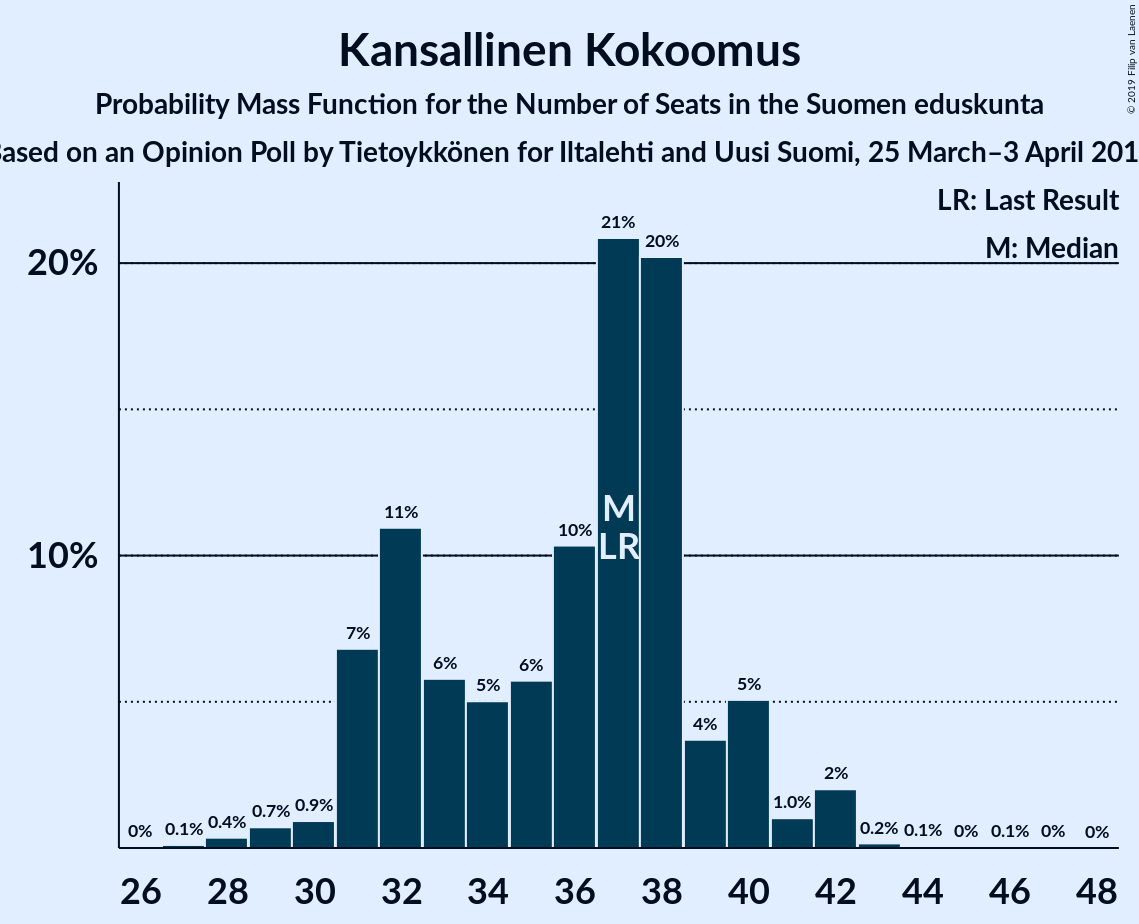 Kansallinen Kokoomus
Probability Mass Function for the Number of Seats in the Suomen eduskunta
ased on an Opinion Poll by Tietoykkönen for Iltalehti and Uusi Suomi, 25 March–3 April 201
© 2019 Filip van Laenen
LR: Last Result
M: Median
20%
10%
0%
0.1%
0.4%
0.7%
0.9%
7%
11%
6%
5%
6%
10%
21%
20%
4%
5%
1.0%
2%
0.2%
0.1%
0%
0.1%
0%
0%
M
LR
26 28 30 32 34 36 38 40 42 44 46 48